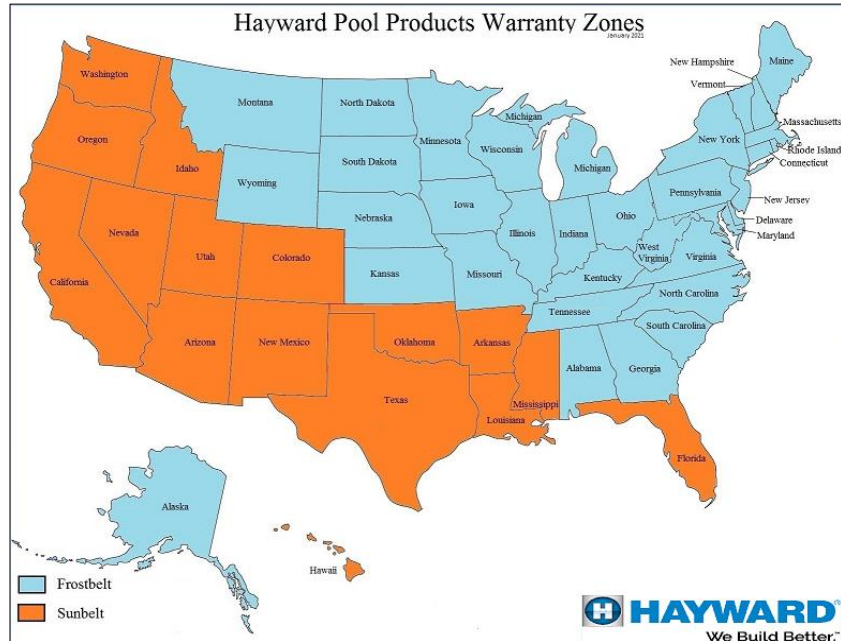 Hayward Pool Products Warranty Zones
January 2021
Washington
Oregon
Idaho
Montana
North Dakota
Minnesota
Michigan
New Hampshire
Vermont
Maine
Massachusetts
Rhode Island
Connecticut
New York
Wisconsin
Michigan
South Dakota
Wyoming
Nevada
Utah
Colorado
California
Nebraska
Iowa
Illinois
Indiana
Ohio
Pennsylvania
New Jersey
Delaware
Maryland
West
Virginia
Virginia
Kansas
Missouri
Kentucky
North Carolina
Tennessee
South Carolina
Arizona
New Mexico
Oklahoma
Arkansas
Alabama
Georgia
Texas
Louisiana
Mississippi
Florida
Alaska
Hawaii
Frostbelt
Sunbelt
H HAYWARD®
We Build Better.™